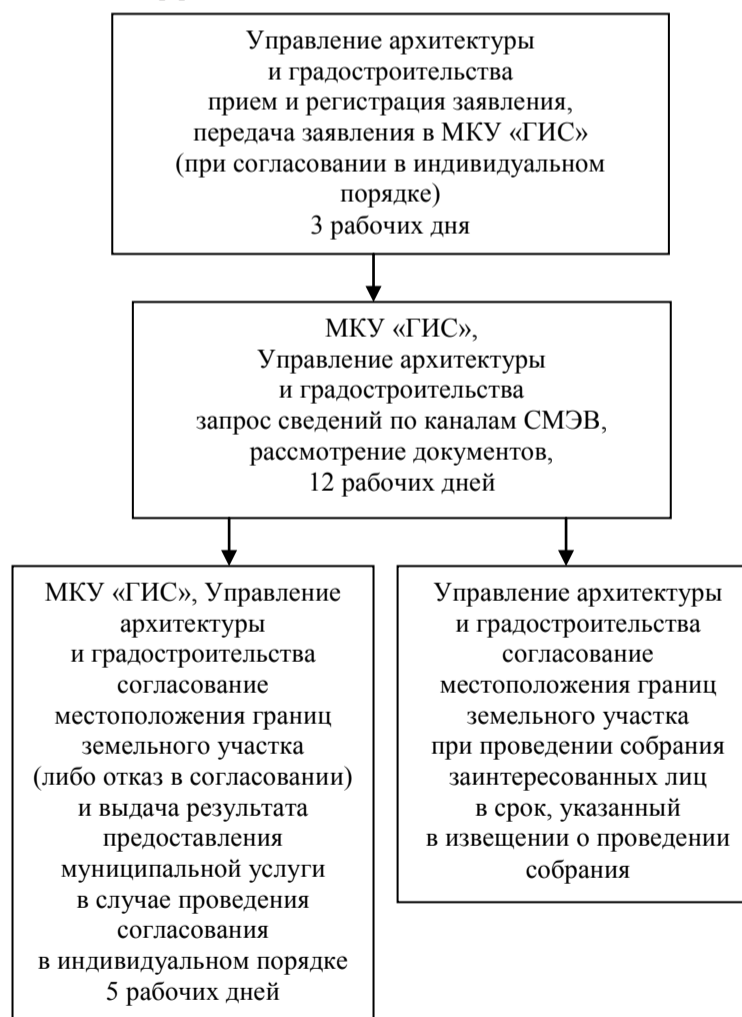 Управление архитектуры
и градостроительства
прием и регистрация заявления,
передача заявления в МКУ «ГИС»
(при согласовании в индивидуальном
порядке)
3 рабочих дня
МКУ «ГИС»,
Управление архитектуры
и градостроительства
запрос сведений по каналам СМЭВ,
рассмотрение документов,
12 рабочих дней
МКУ «ГИС», Управление
архитектуры
и градостроительства
согласование
местоположения границ
земельного участка
(либо отказ в согласовании)
и выдача результата
предоставления
муниципальной услуги
в случае проведения
согласования
в индивидуальном порядке
5 рабочих дней
Управление архитектуры
и градостроительства
согласование
местоположения границ
земельного участка
при проведении собрания
заинтересованных лиц
в срок, указанный
в извещении о проведении
собрания